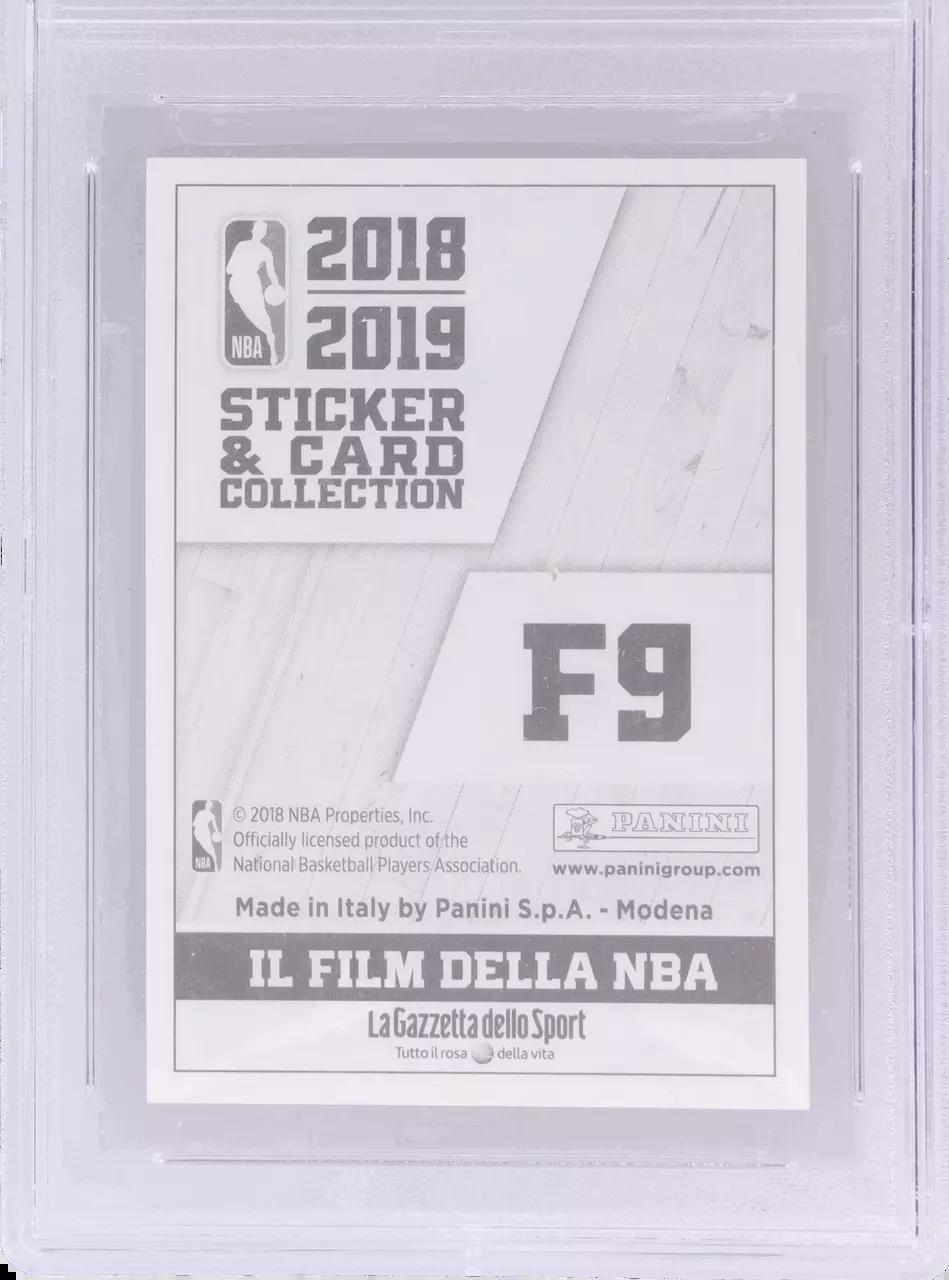 2018
2019
NBA
STICKER
& CARD
COLLECTION
F9
© 2018 NBA Properties, Inc.
Officially licensed product of the
National Basketball Players Association.
NBA
PANINI
www.paninigroup.com
Made in Italy by Panini S.p.A. - Modena
IL FILM DELLA NBA
La Gazzetta dello Sport
Tutto il rosa della vita